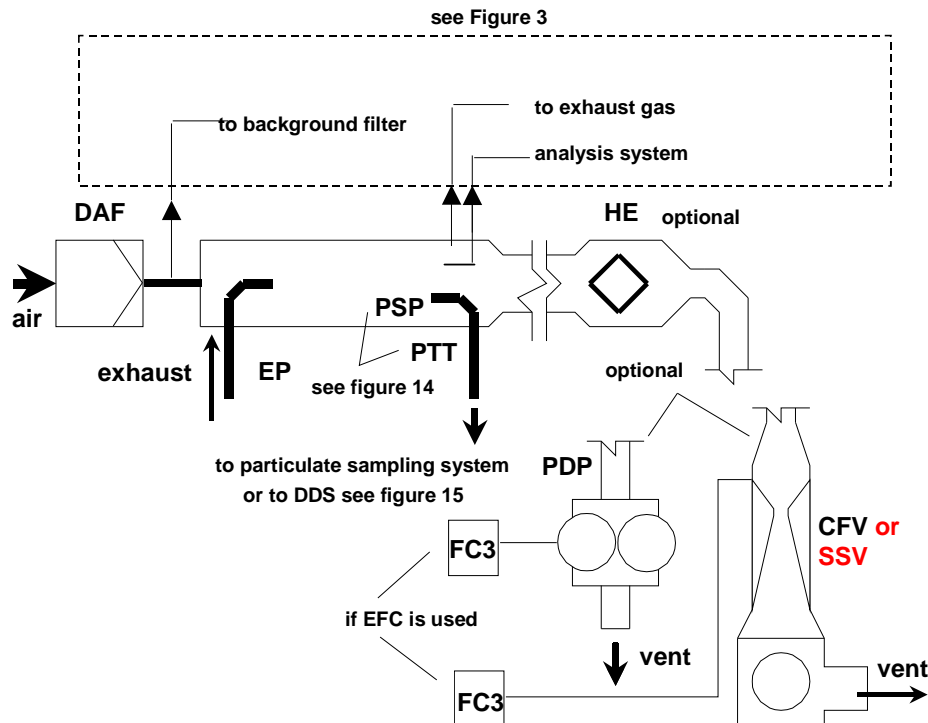 see Figure 3
to background filter
to exhaust gas
analysis system
DAF
HE optional
air
PSP
PTT
exhaust
EP
see figure 14
optional
to particulate sampling system
or to DDS see figure 15
PDP
CFV or
SSV
FC3
if EFC is used
vent
vent
FC3